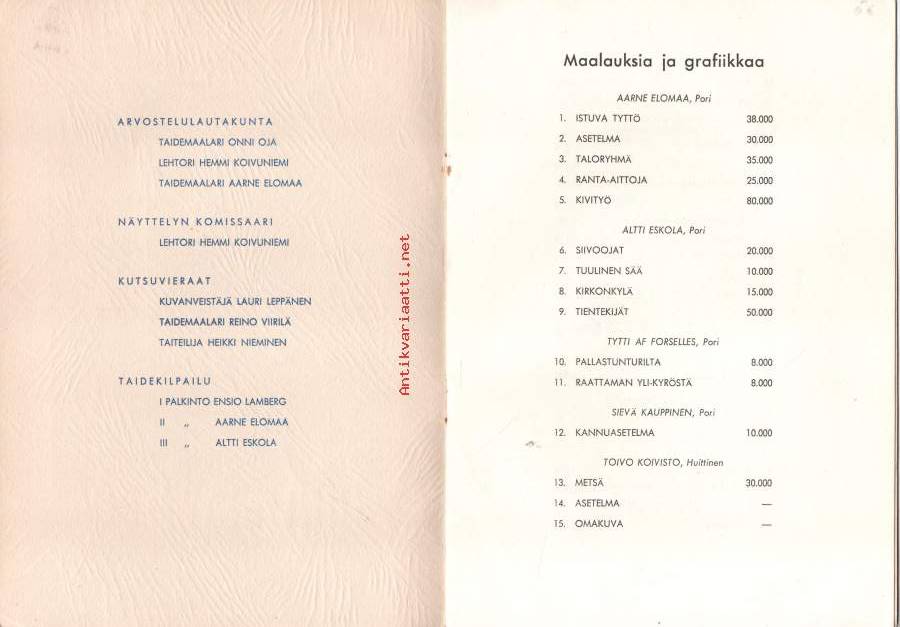 ARVOSTELULAUTAKUNTA
TAIDEMAALARI ONNI OJA
LEHTORI HEMMI KOIVUNIEMI
TAIDEMAALARI AARNE ELOMAA
NÄYTTELYN KOMISSAARI
LEHTORI HEMMI KOIVUNIEMI
KUTSUVIERAAT
KUVANVEISTÄJÄ LAURI LEPPÄNEN
TAIDEMAALARI REINO VIIRILÄ
TAITEILIJA HEIKKI NIEMINEN
TAIDEKILPAILU
I PALKINTO ENSIO LAMBERG
II „ AARNE ELOMAA
III „ ALTTI ESKOLA
Antikvariaatti.net
Maalauksia ja grafiikkaa
AARNE ELOMAA, Pori
1. ISTUVA TYTTÖ 38.000
2. ASETELMA 30.000
3. TALORYHMÄ 35.000
4. RANTA-AITTOJA 25.000
5. KIVITYÖ 80.000
ALTTI ESKOLA, Pori
6. SIIVOOJAT 20.000
7. TUULINEN SÄÄ 10.000
8. KIRKONKYLÄ 15.000
9. TIENTEKIJÄT 50.000
TYTTI AF FORSELLES, Pori
10. PALLASTUNTURILTA 8.000
11. RAATTAMAN YLI-KYRÖSTÄ 8.000
SIEVÄ KAUPPINEN, Pori
12. KANNUASETELMA 10.000
TOIVO KOIVISTO, Huittinen
13. METSÄ 30.000
14. ASETELMA —
15. OMAKUVA —